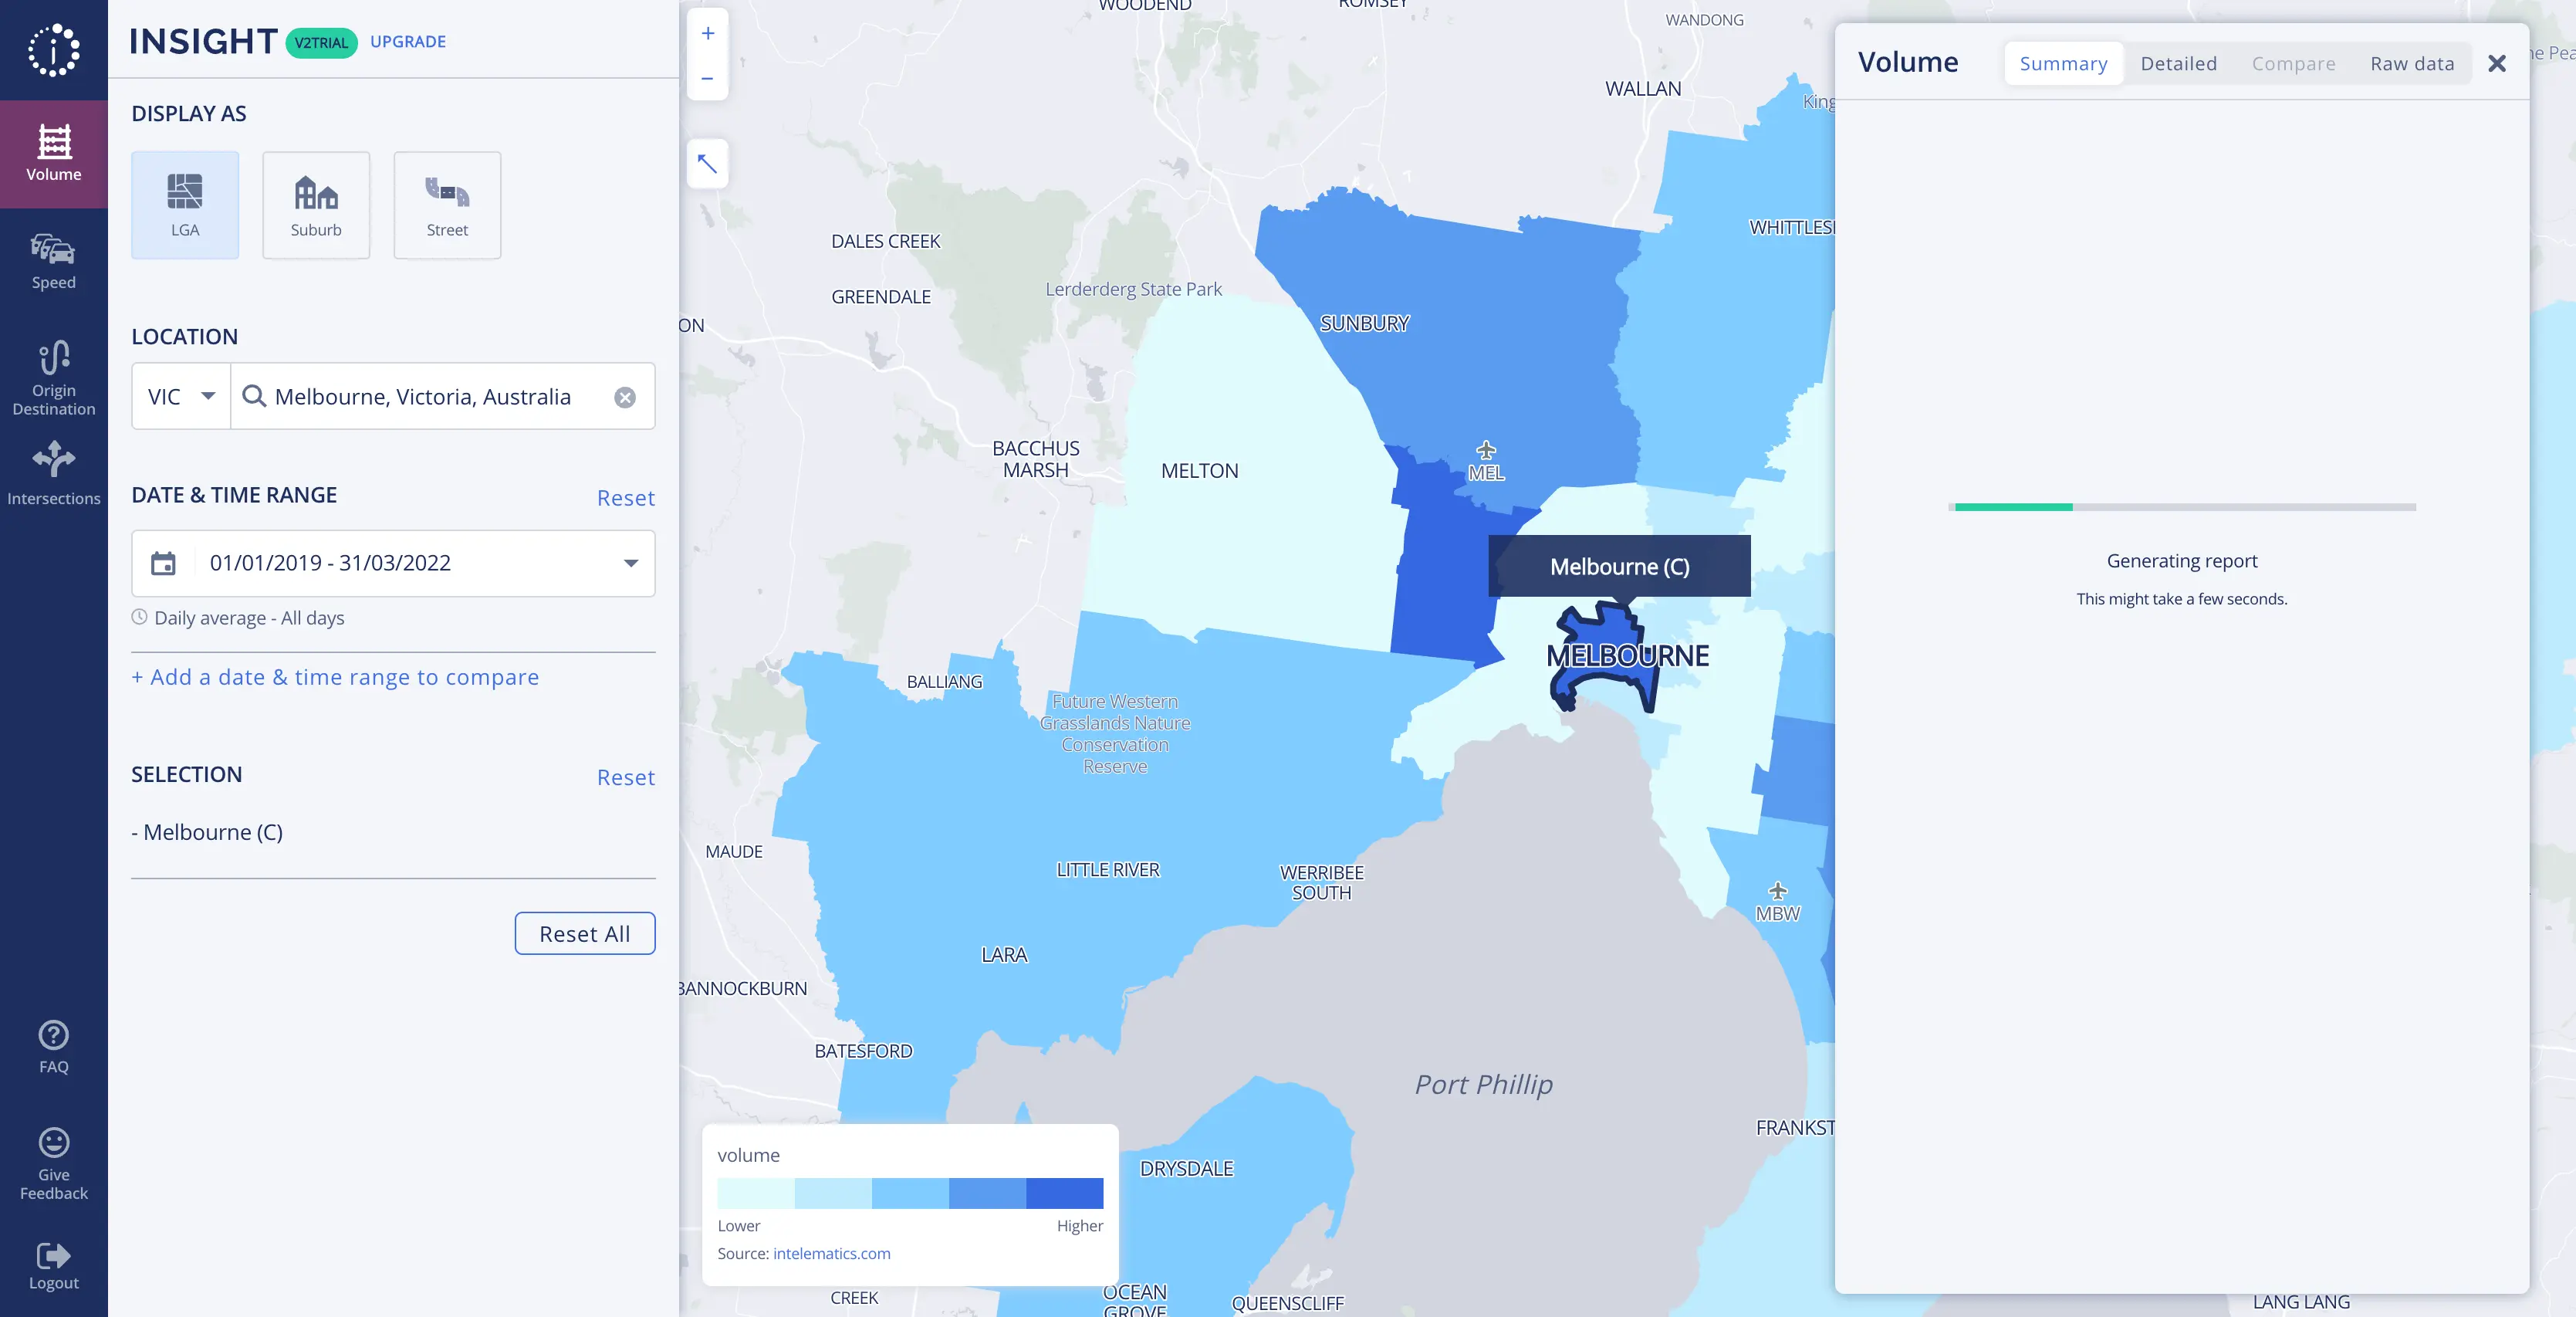 INSIGHT V2TRIAL UPGRADE
Volume
Speed
Origin
Destination
Intersections
FAQ
Give
Feedback
Logout
DISPLAY AS
LGA
Suburb
Street
LOCATION
VIC
Melbourne, Victoria, Australia
DATE & TIME RANGE
Reset
01/01/2019 - 31/03/2022
Daily average - All days
+ Add a date & time range to compare
SELECTION
Reset
- Melbourne (C)
Reset All
+
−
WOODEND
ROMSEY
WANDONG
WALLAN
King
WHITTLES
DALES CREEK
GREENDALE
ON
Lerderderg State Park
SUNBURY
BACCHUS
MARSH
MELTON
MEL
Melbourne (C)
MELBOURNE
BALLIANG
Future Western
Grasslands Nature
Conservation
Reserve
MAUDE
LITTLE RIVER
WERRIBEE
SOUTH
MBW
LARA
BANNOCKBURN
BATESFORD
Port Phillip
FRANKST
DRYSDALE
CREEK
OCEAN
GROVE
QUEENSCLIFF
LANG LANG
volume
Lower
Higher
Source: intelematics.com
Volume
Summary
Detailed
Compare
Raw data
Generating report
This might take a few seconds.